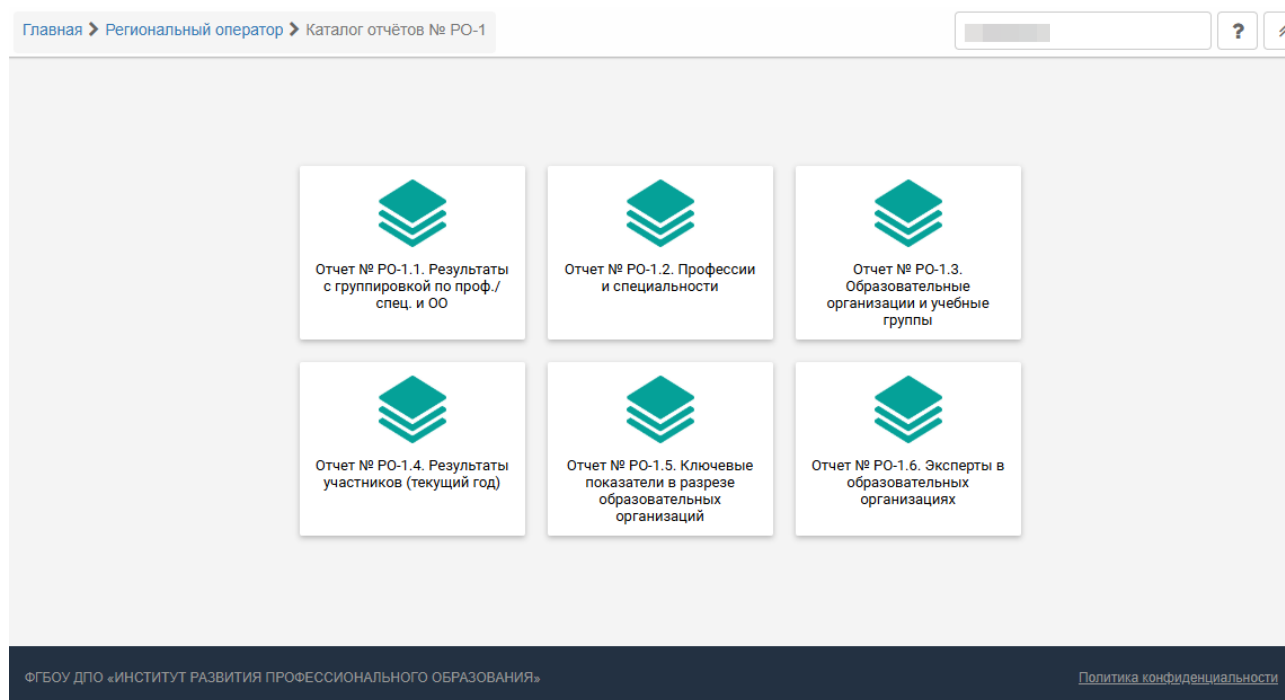 Главная > Региональный оператор > Каталог отчётов № РО-1
?
Отчет № РО-1.1. Результаты
с группировкой по проф./
спец. и ОО
Отчет № РО-1.2. Профессии
и специальности
Отчет № РО-1.3.
Образовательные
организации и учебные
группы
Отчет № РО-1.4. Результаты
участников (текущий год)
Отчет № РО-1.5. Ключевые
показатели в разрезе
образовательных
организаций
Отчет № РО-1.6. Эксперты в
образовательных
организациях
ФГБОУ ДПО «ИНСТИТУТ РАЗВИТИЯ ПРОФЕССИОНАЛЬНОГО ОБРАЗОВАНИЯ»
Политика конфиденциальности